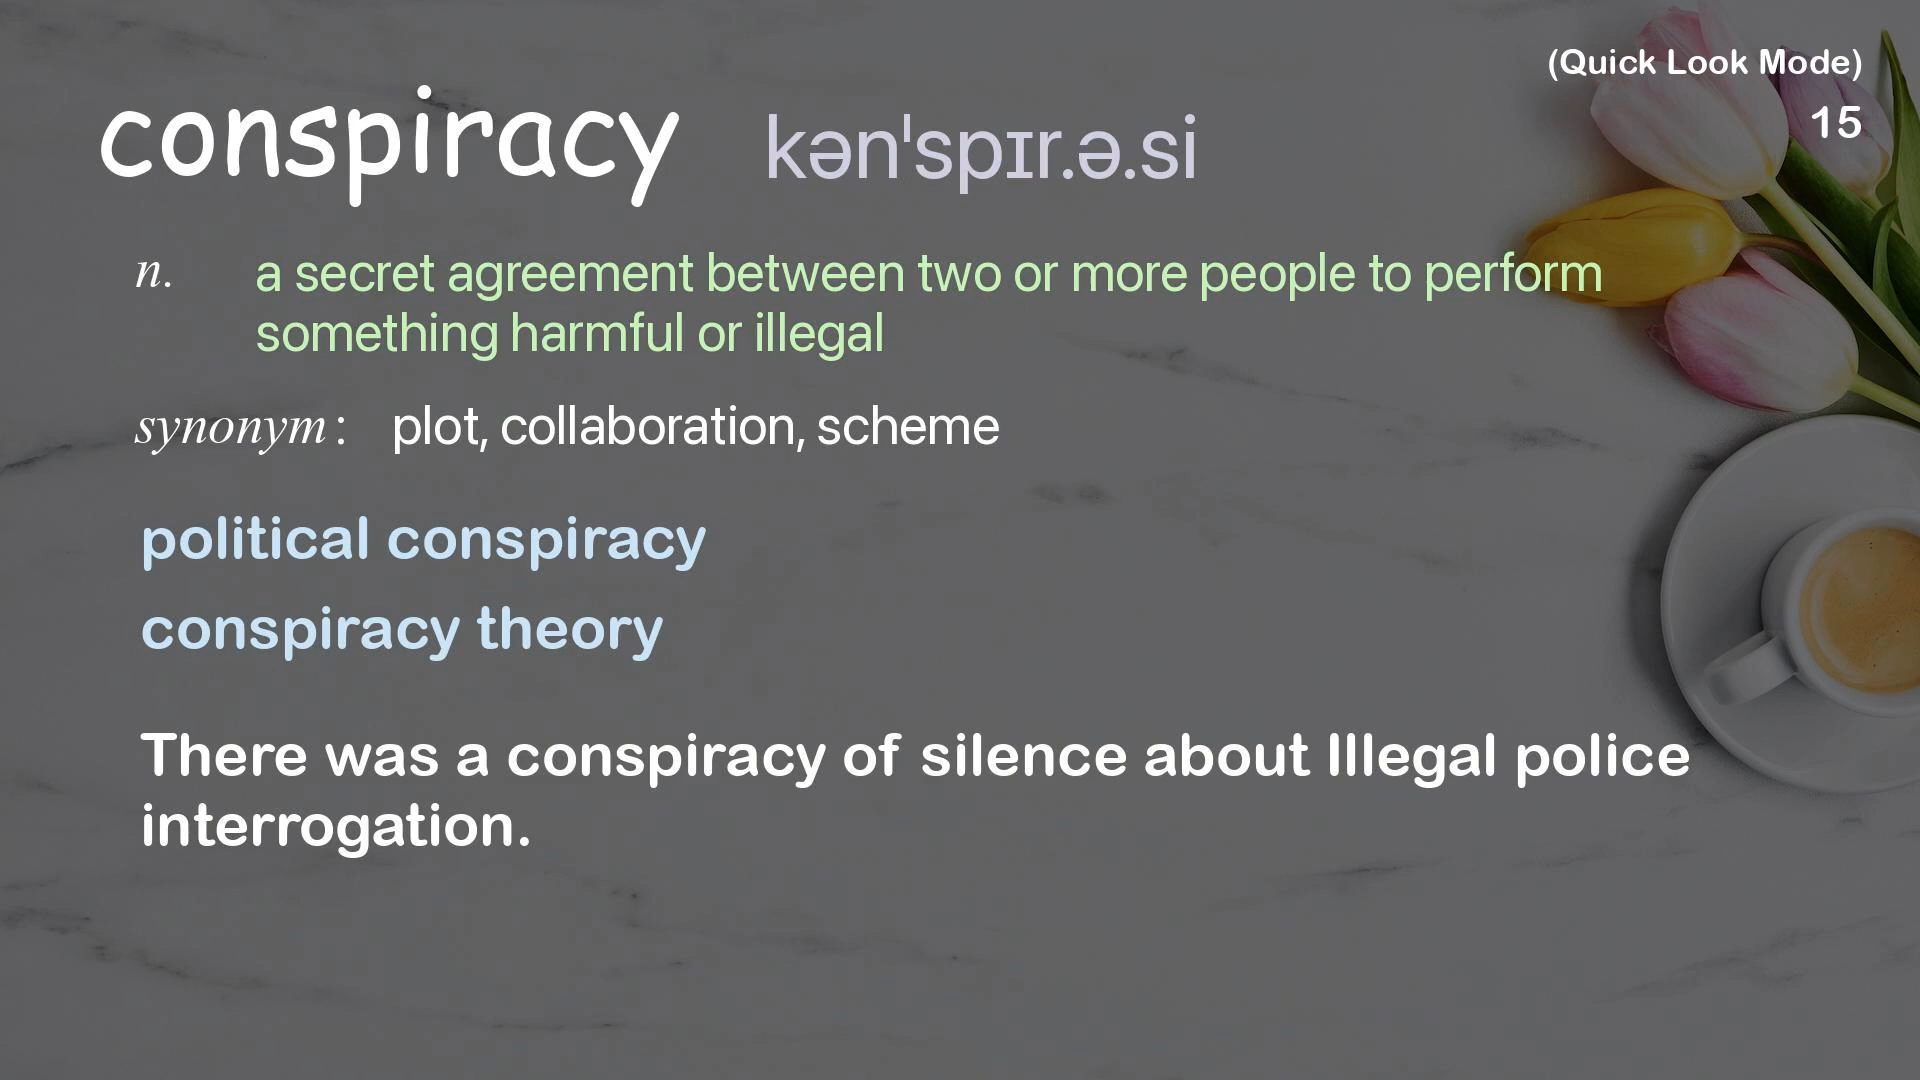 (Quick Look Mode)
15
conspiracy kən'spɪr.ə.si
n. a secret agreement between two or more people to perform
something harmful or illegal
synonym: plot, collaboration, scheme
political conspiracy
conspiracy theory
There was a conspiracy of silence about Illegal police
interrogation.